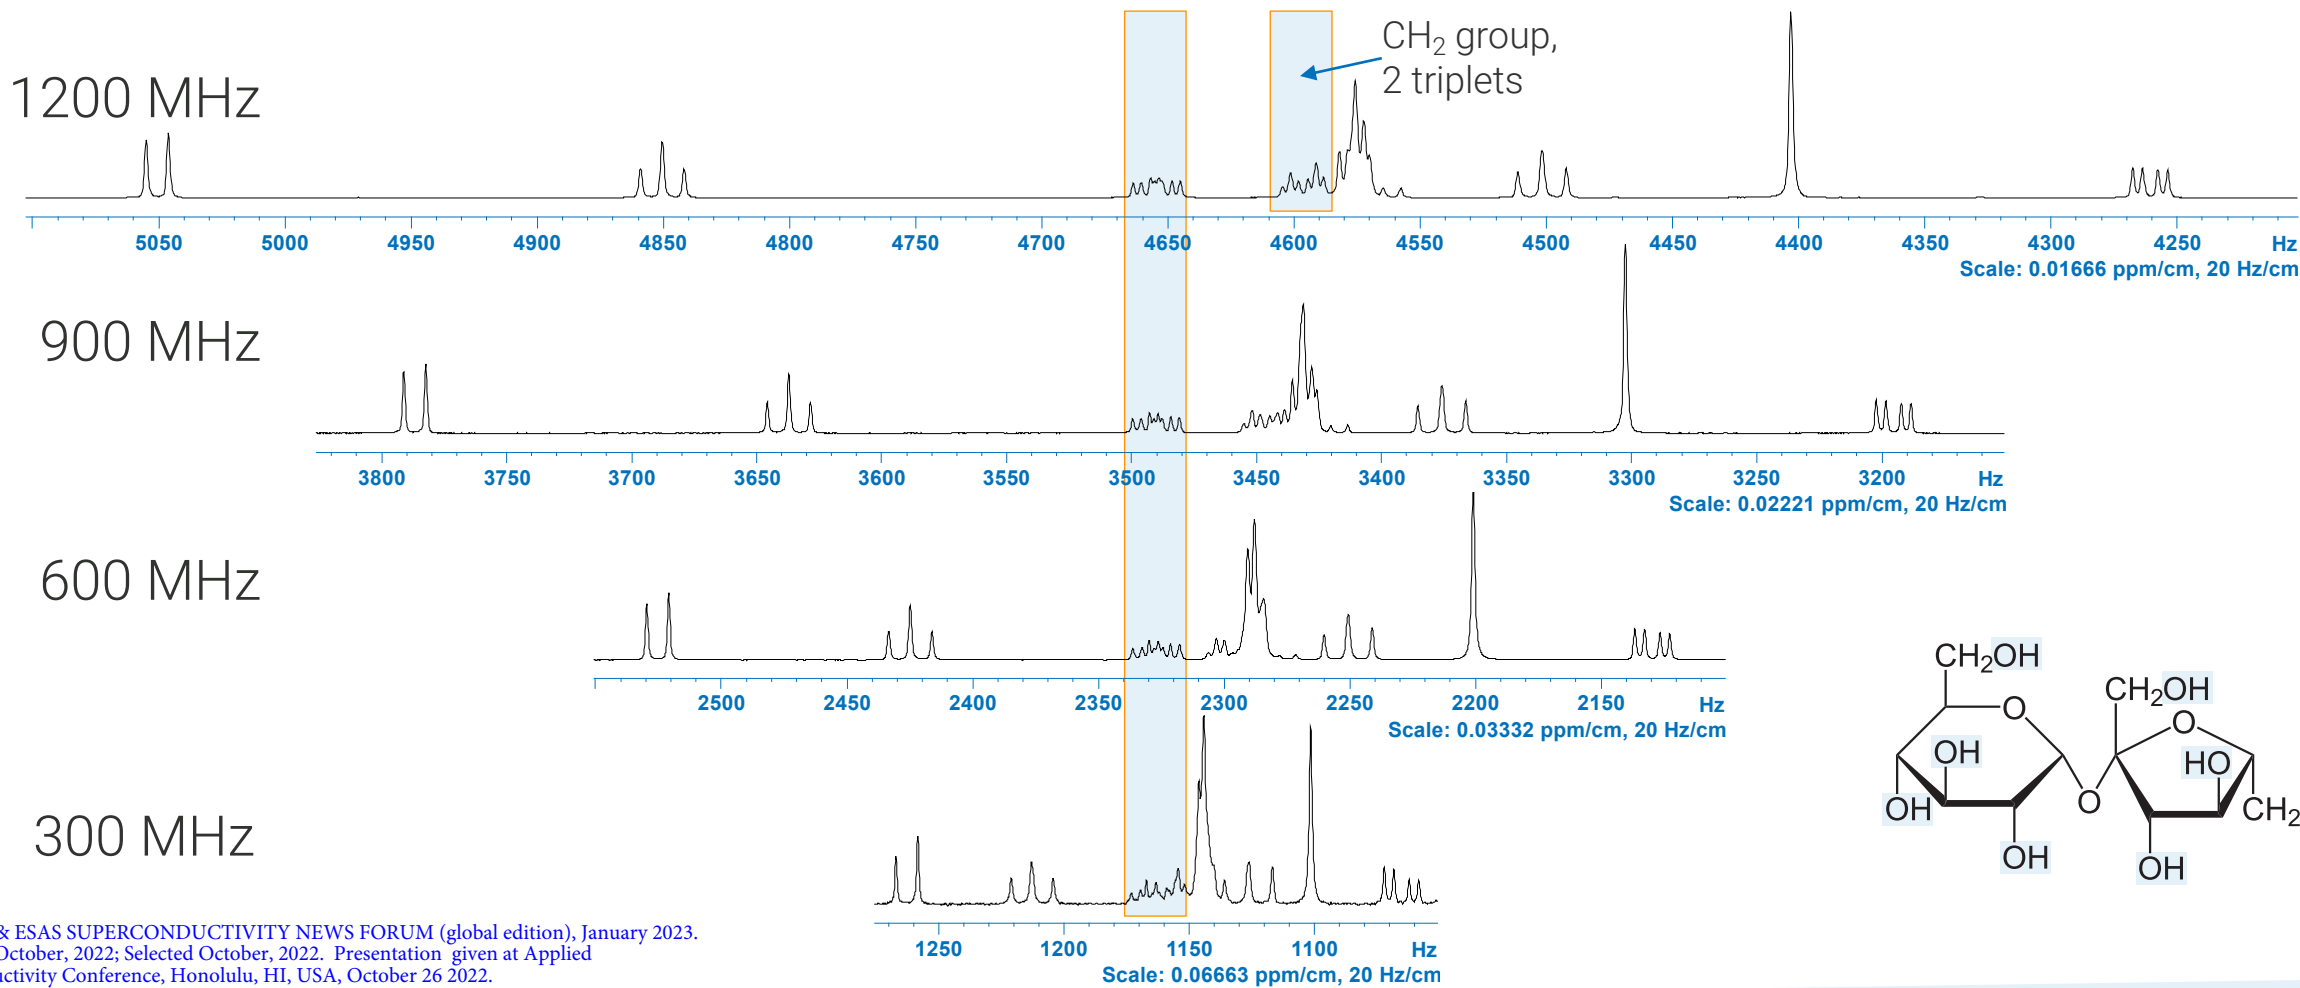 CH₂ group,
2 triplets
1200 MHz
5050 5000 4950 4900 4850 4800 4750 4700 4650 4600 4550 4500 4450 4400 4350 4300 4250 Hz
Scale: 0.01666 ppm/cm, 20 Hz/cm
900 MHz
3800 3750 3700 3650 3600 3550 3500 3450 3400 3350 3300 3250 3200 Hz
Scale: 0.02221 ppm/cm, 20 Hz/cm
600 MHz
2500 2450 2400 2350 2300 2250 2200 2150 Hz
Scale: 0.03332 ppm/cm, 20 Hz/cm
300 MHz
1250 1200 1150 1100 Hz
Scale: 0.06663 ppm/cm, 20 Hz/cm
CH₂OH
O
OH
OH
OH
O
CH₂OH
O
HO
CH2
OH
& ESAS SUPERCONDUCTIVITY NEWS FORUM (global edition), January 2023.
October, 2022; Selected October, 2022. Presentation given at Applied
uctivity Conference, Honolulu, HI, USA, October 26 2022.